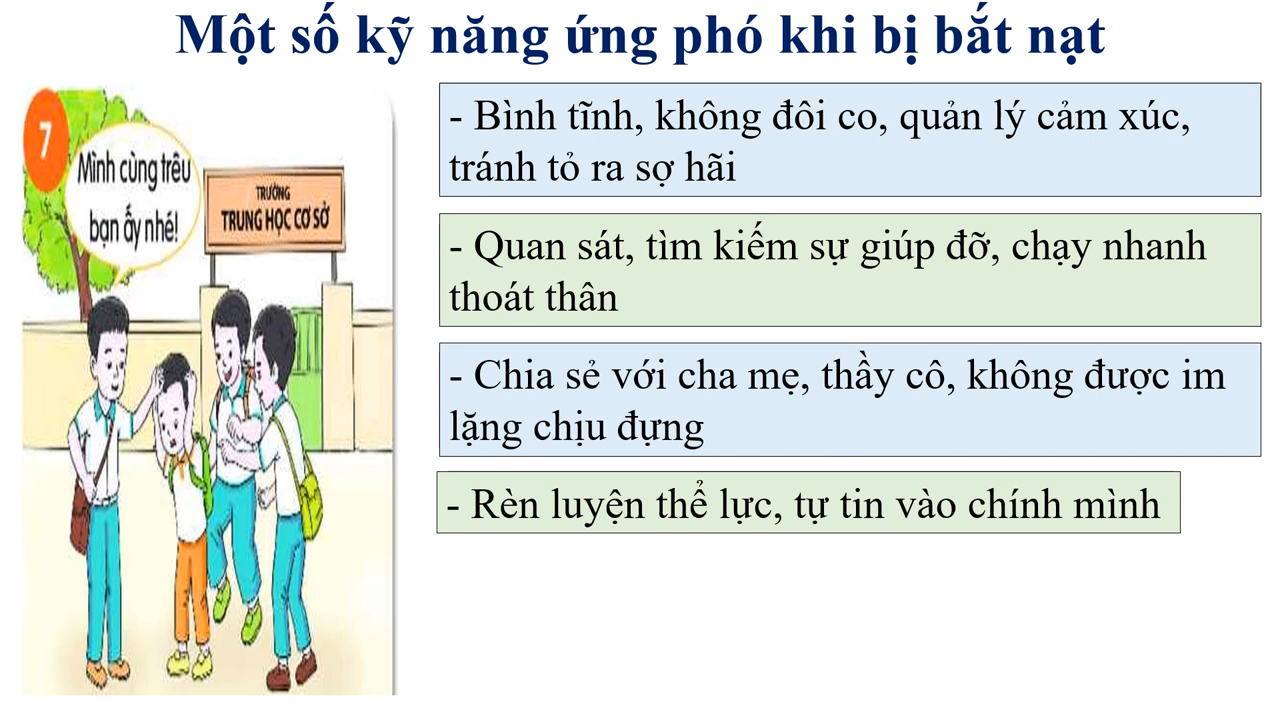 Một số kỹ năng ứng phó khi bị bắt nạt
7
Mình cùng trêu
bạn ấy nhé!
TRƯỜNG
TRUNG HỌC CƠ SỞ
- Bình tĩnh, không đôi co, quản lý cảm xúc,
tránh tỏ ra sợ hãi
- Quan sát, tìm kiếm sự giúp đỡ, chạy nhanh
thoát thân
- Chia sẻ với cha mẹ, thầy cô, không được im
lặng chịu đựng
- Rèn luyện thể lực, tự tin vào chính mình